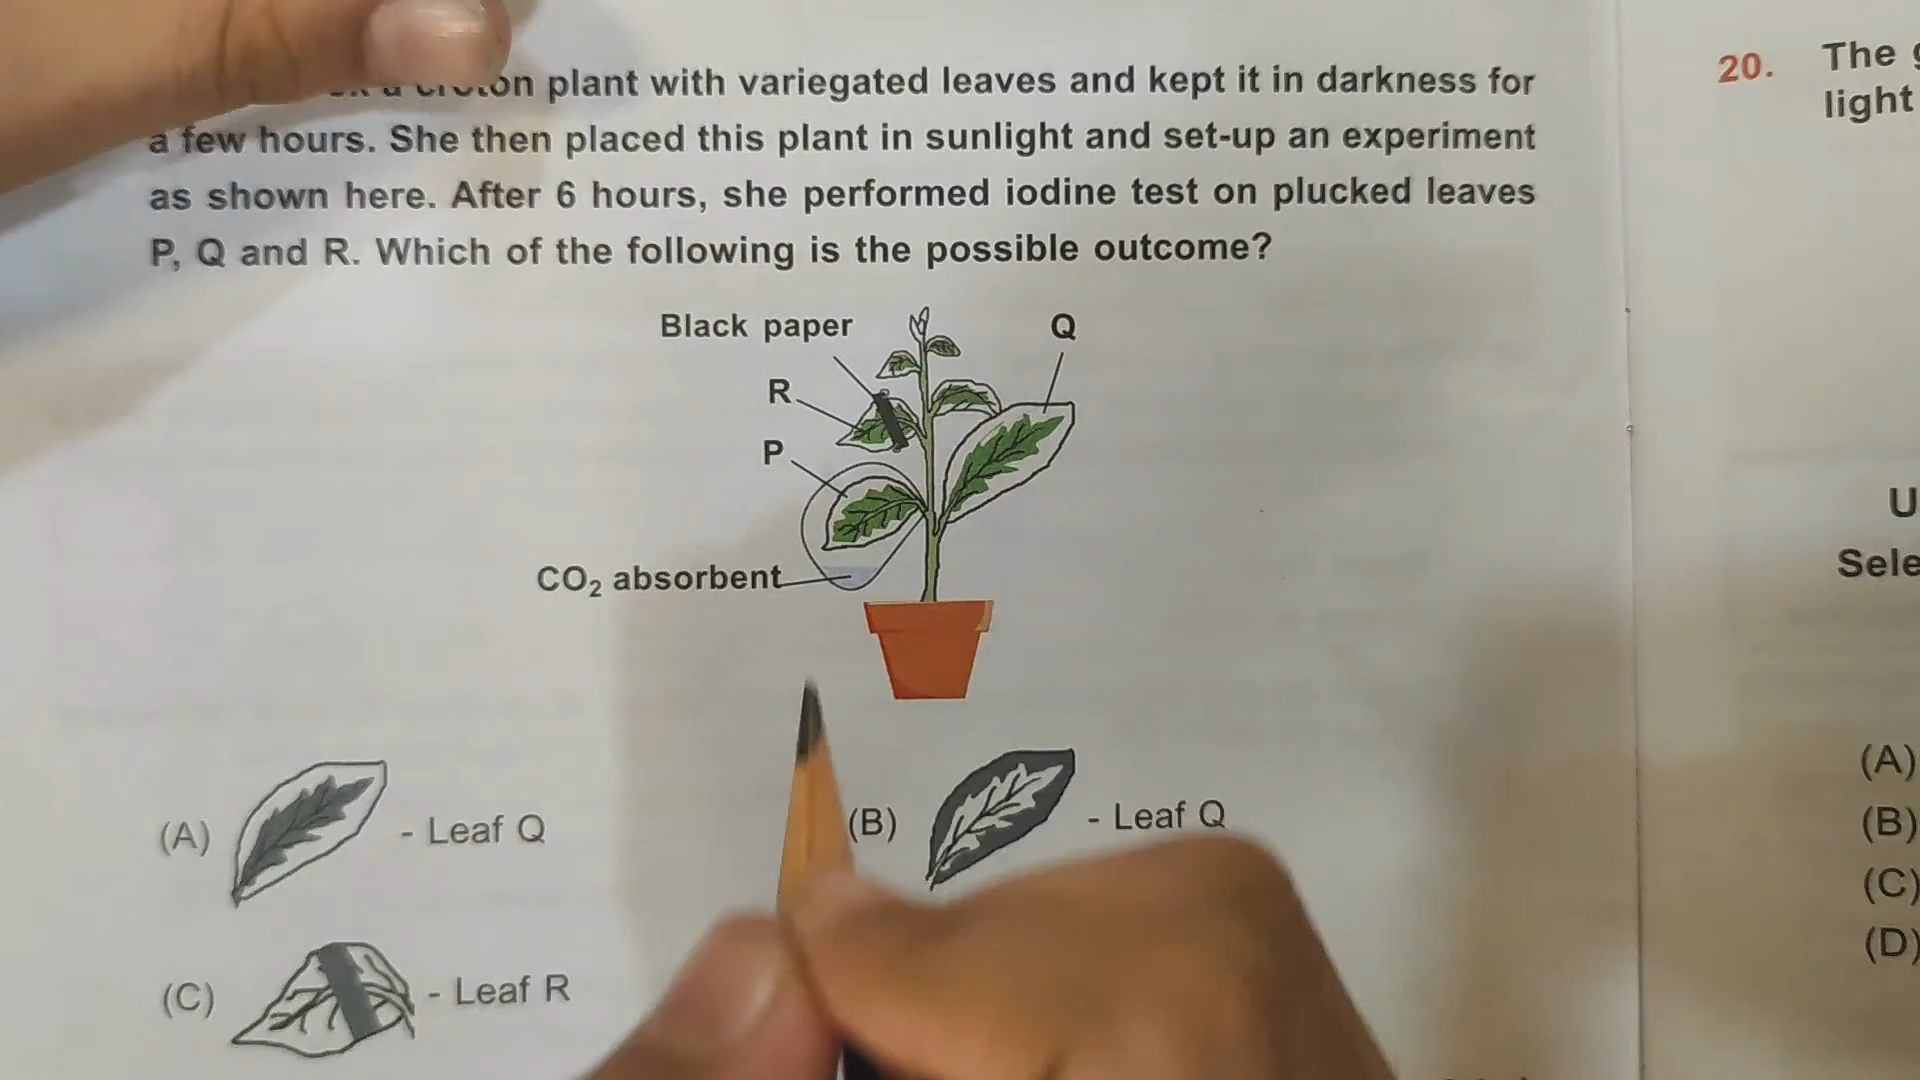 plant with variegated leaves and kept it in darkness for
a few hours. She then placed this plant in sunlight and set-up an experiment
as shown here. After 6 hours, she performed iodine test on plucked leaves
P, Q and R. Which of the following is the possible outcome?
Black paper
Q
R
P
CO₂ absorbent
(A) - Leaf Q
(B) - Leaf Q
(C) - Leaf R
20. The
light
U
Sele
(A)
(B)
(C)
(D)